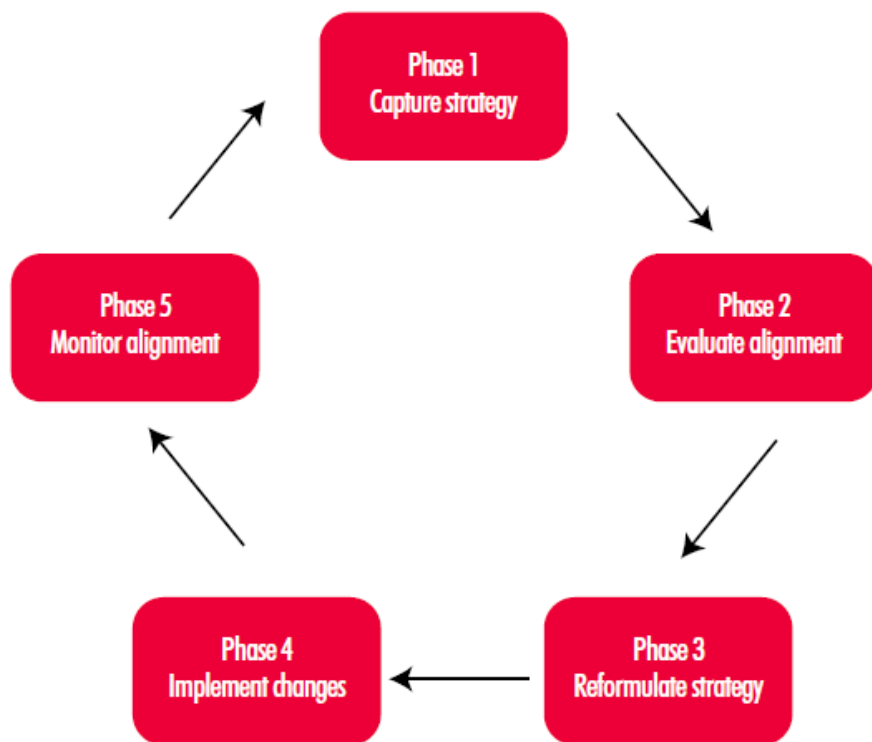 Phase 1
Capture strategy
Phase 2
Evaluate alignment
Phase 3
Reformulate strategy
Phase 4
Implement changes
Phase 5
Monitor alignment